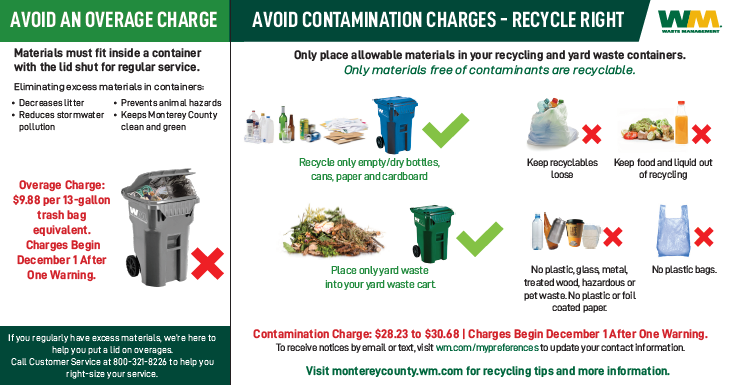 AVOID AN OVERAGE CHARGE
Materials must fit inside a container
with the lid shut for regular service.
Eliminating excess materials in containers:
• Decreases litter
• Reduces stormwater
pollution
• Prevents animal hazards
• Keeps Monterey County
clean and green
Overage Charge:
$9.88 per 13-gallon
trash bag
equivalent.
Charges Begin
December 1 After
One Warning.
If you regularly have excess materials, we're here to
help you put a lid on overages.
Call Customer Service at 800-321-8226 to help you
right-size your service.
AVOID CONTAMINATION CHARGES - RECYCLE RIGHT
WM
WASTE MANAGEMENT
Only place allowable materials in your recycling and yard waste containers.
Only materials free of contaminants are recyclable.
Recycle only empty/dry bottles,
cans, paper and cardboard
Keep recyclables
loose
Keep food and liquid out
of recycling
Place only yard waste
into your yard waste cart.
No plastic, glass, metal,
treated wood, hazardous or
pet waste. No plastic or foil
coated paper.
No plastic bags.
Contamination Charge: $28.23 to $30.68 | Charges Begin December 1 After One Warning.
To receive notices by email or text, visit wm.com/mypreferences to update your contact information.
Visit montereycounty.wm.com for recycling tips and more information.